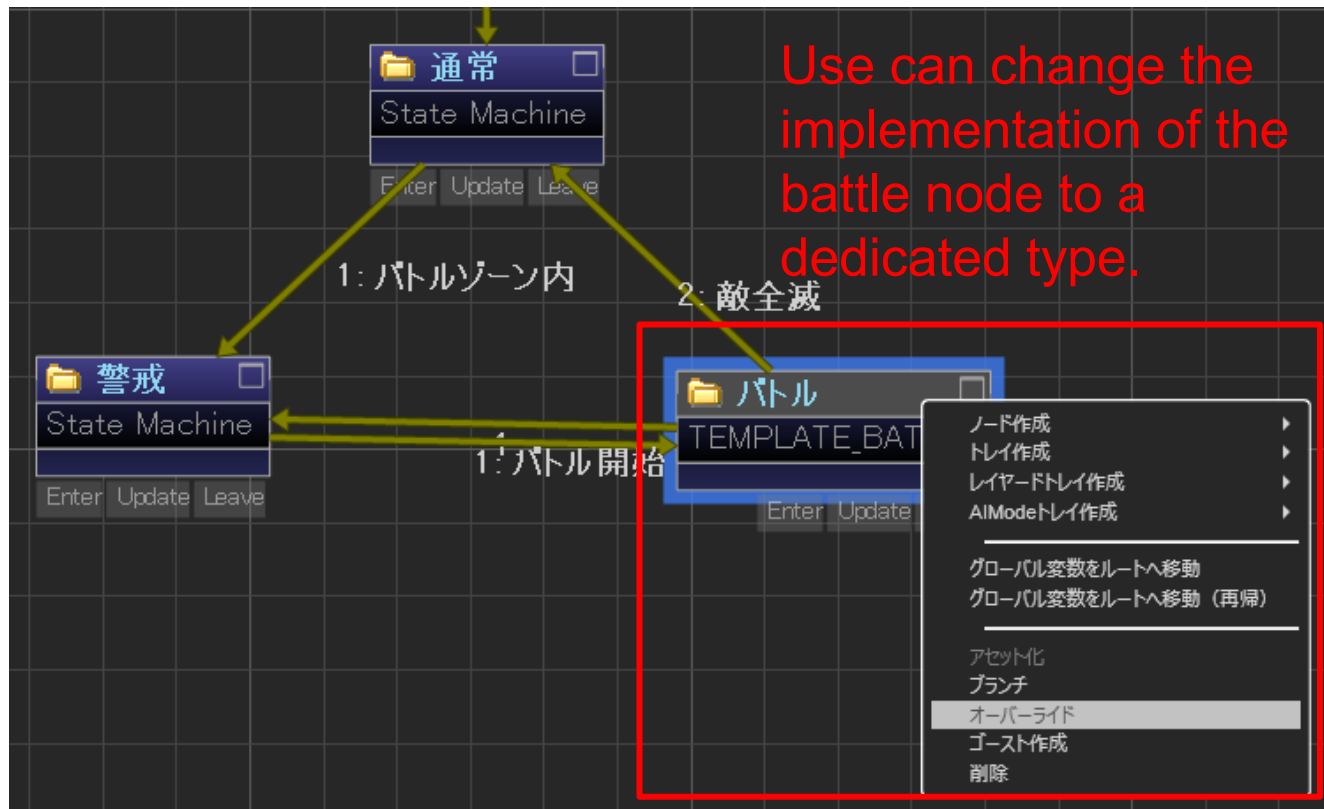 通常
State Machine
Enter Update Leave
Use can change the
implementation of the
battle node to a
dedicated type.
1: バトルゾーン内
2: 敵全滅
警戒
State Machine
Enter Update Leave
1: バトル開始
バトル
TEMPLATE_BAT
Enter Update
ノード作成
トレイ作成
レイヤードトレイ作成
AIModeトレイ作成
グローバル変数をルートへ移動
グローバル変数をルートへ移動（再帰）
アセット化
ブランチ
オーバーライド
ゴースト作成
削除